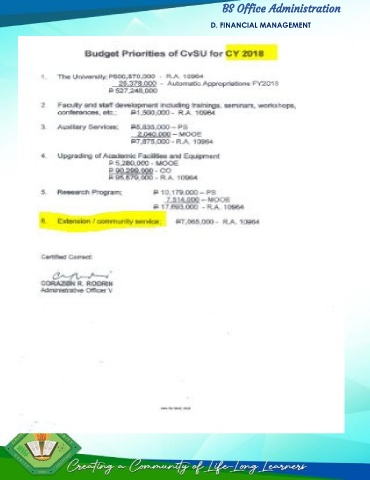 BS Office Administration
D. FINANCIAL MANAGEMENT
Budget Priorities of CvSU for CY 2018
1. The University; P500,870,000 - R.A. 10964
26,378,000 - Automatic Appropriations FY2018
P 527,248,000
2. Faculty and staff development including trainings, seminars, workshops,
conferences, etc.; P1,500,000 - R.A. 10964
3. Auxiliary Services; P5,835,000 – PS
2,040,000 – MOOE
P7,875,000 - R.A. 10964
4. Upgrading of Academic Facilities and Equipment
P 5,280,000 - MOOE
P 90,299,000 - CO
P 95,579,000 - R.A. 10964
5. Research Program; P 10,179,000 – PS
7,514,000 – MOOE
P 17,693,000 - R.A. 10964
6. Extension / community service; P7,065,000 - R.A. 10964
Certified Correct:
CORAZON R. RODRIN
Administrative Officer V
Creating a Community of Life-Long Learners